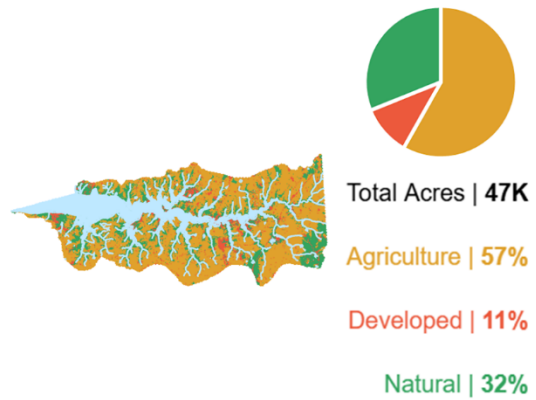 Total Acres | 47K
Agriculture | 57%
Developed | 11%
Natural | 32%